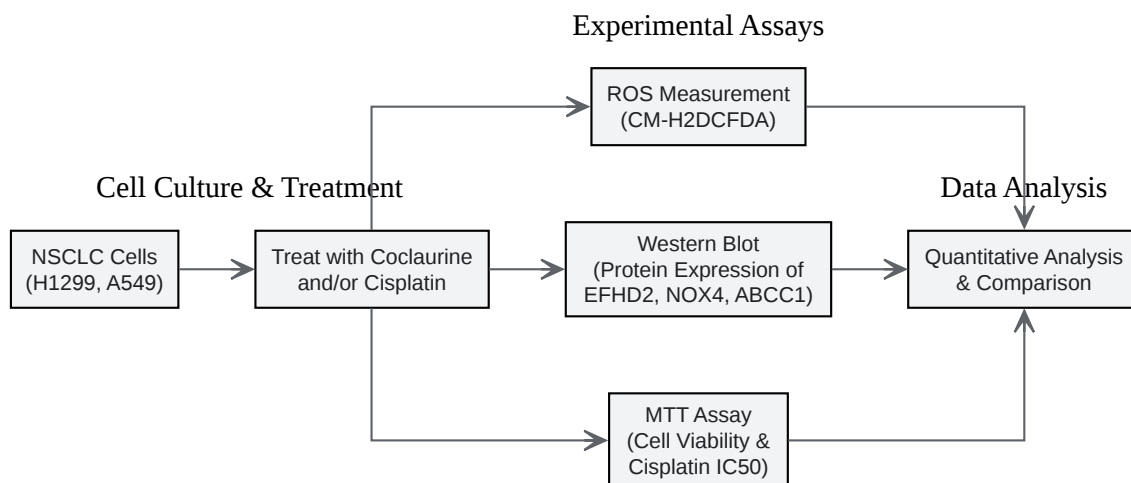 Experimental Assays
ROS Measurement
(CM-H2DCFDA)
Cell Culture & Treatment
Data Analysis
NSCLC Cells
(H1299, A549)
Treat with Coclaurine
and/or Cisplatin
Western Blot
(Protein Expression of
EFHD2, NOX4, ABCC1)
Quantitative Analysis
& Comparison
MTT Assay
(Cell Viability &
Cisplatin IC50)